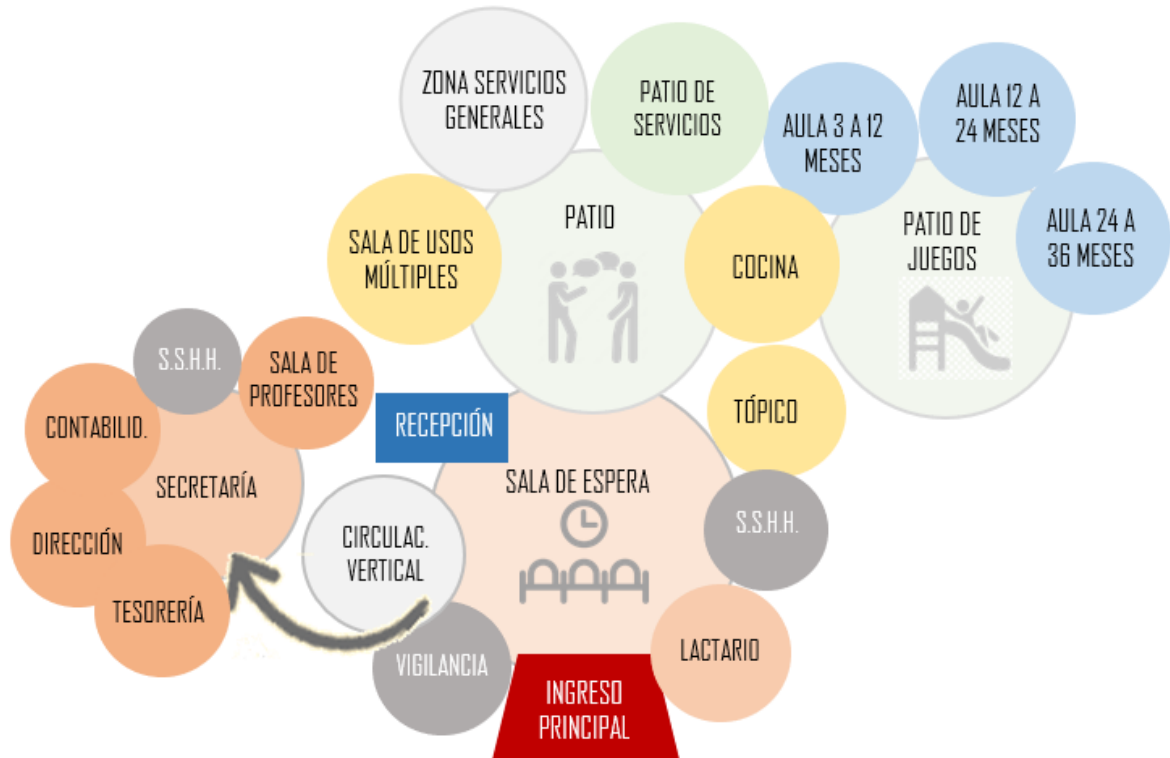 ZONA SERVICIOS
GENERALES
PATIO DE
SERVICIOS
AULA 3 A 12
MESES
AULA 12 A
24 MESES
AULA 24 A
36 MESES
SALA DE USOS
MÚLTIPLES
PATIO
COCINA
PATIO DE
JUEGOS
S.S.H.H.
SALA DE
PROFESORES
CONTABILID.
SECRETARÍA
DIRECCIÓN
TESORERÍA
RECEPCIÓN
TÓPICO
SALA DE ESPERA
CIRCULAC.
VERTICAL
S.S.H.H.
VIGILANCIA
LACTARIO
INGRESO
PRINCIPAL